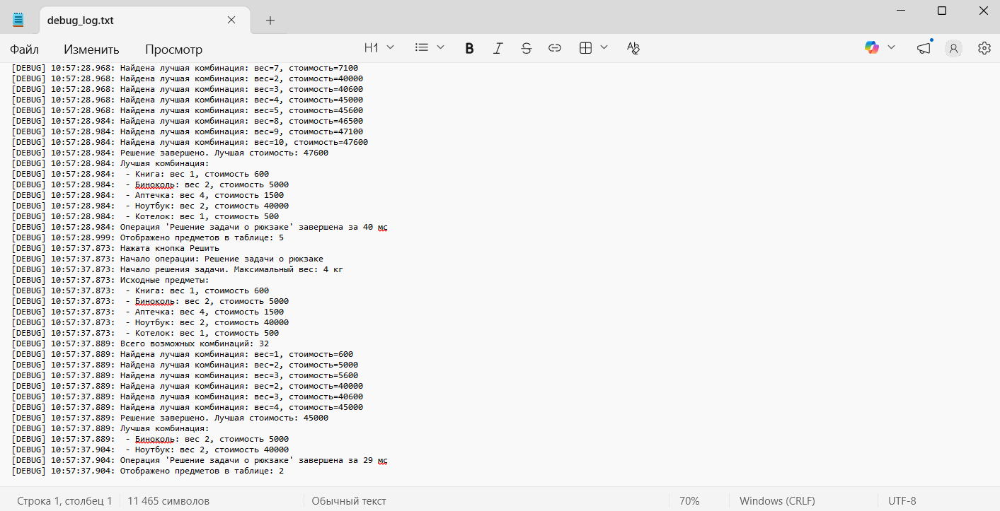 debug_log.txt
Файл Изменить Просмотр H1 B
[DEBUG] 10:57:28.968: Найдена лучшая комбинация: вес=7, стоимость=7100
[DEBUG] 10:57:28.968: Найдена лучшая комбинация: вес=2, стоимость=40000
[DEBUG] 10:57:28.968: Найдена лучшая комбинация: вес=3, стоимость=40600
[DEBUG] 10:57:28.968: Найдена лучшая комбинация: вес=4, стоимость=45000
[DEBUG] 10:57:28.968: Найдена лучшая комбинация: вес=5, стоимость=45600
[DEBUG] 10:57:28.984: Найдена лучшая комбинация: вес=8, стоимость=46500
[DEBUG] 10:57:28.984: Найдена лучшая комбинация: вес=9, стоимость=47100
[DEBUG] 10:57:28.984: Найдена лучшая комбинация: вес=10, стоимость=47600
[DEBUG] 10:57:28.984: Решение завершено. Лучшая стоимость: 47600
[DEBUG] 10:57:28.984: Лучшая комбинация:
[DEBUG] 10:57:28.984:  - Книга: вес 1, стоимость 600
[DEBUG] 10:57:28.984:  - Биноколь: вес 2, стоимость 5000
[DEBUG] 10:57:28.984:  - Аптечка: вес 4, стоимость 1500
[DEBUG] 10:57:28.984:  - Ноутбук: вес 2, стоимость 40000
[DEBUG] 10:57:28.984:  - Котелок: вес 1, стоимость 500
[DEBUG] 10:57:28.984: Операция 'Решение задачи о рюкзаке' завершена за 40 мс
[DEBUG] 10:57:28.999: Отображено предметов в таблице: 5
[DEBUG] 10:57:37.873: Нажата кнопка Решить
[DEBUG] 10:57:37.873: Начало операции: Решение задачи о рюкзаке
[DEBUG] 10:57:37.873: Начало решения задачи. Максимальный вес: 4 кг
[DEBUG] 10:57:37.873: Исходные предметы:
[DEBUG] 10:57:37.873:  - Книга: вес 1, стоимость 600
[DEBUG] 10:57:37.873:  - Биноколь: вес 2, стоимость 5000
[DEBUG] 10:57:37.873:  - Аптечка: вес 4, стоимость 1500
[DEBUG] 10:57:37.873:  - Ноутбук: вес 2, стоимость 40000
[DEBUG] 10:57:37.873:  - Котелок: вес 1, стоимость 500
[DEBUG] 10:57:37.889: Всего возможных комбинаций: 32
[DEBUG] 10:57:37.889: Найдена лучшая комбинация: вес=1, стоимость=600
[DEBUG] 10:57:37.889: Найдена лучшая комбинация: вес=2, стоимость=5000
[DEBUG] 10:57:37.889: Найдена лучшая комбинация: вес=3, стоимость=5600
[DEBUG] 10:57:37.889: Найдена лучшая комбинация: вес=2, стоимость=40000
[DEBUG] 10:57:37.889: Найдена лучшая комбинация: вес=3, стоимость=40600
[DEBUG] 10:57:37.889: Найдена лучшая комбинация: вес=4, стоимость=45000
[DEBUG] 10:57:37.889: Решение завершено. Лучшая стоимость: 45000
[DEBUG] 10:57:37.889: Лучшая комбинация:
[DEBUG] 10:57:37.889:  - Биноколь: вес 2, стоимость 5000
[DEBUG] 10:57:37.904:  - Ноутбук: вес 2, стоимость 40000
[DEBUG] 10:57:37.904: Операция 'Решение задачи о рюкзаке' завершена за 29 мс
[DEBUG] 10:57:37.904: Отображено предметов в таблице: 2
Строка 1, столбец 1 11 465 символов Обычный текст 70% Windows (CRLF) UTF-8